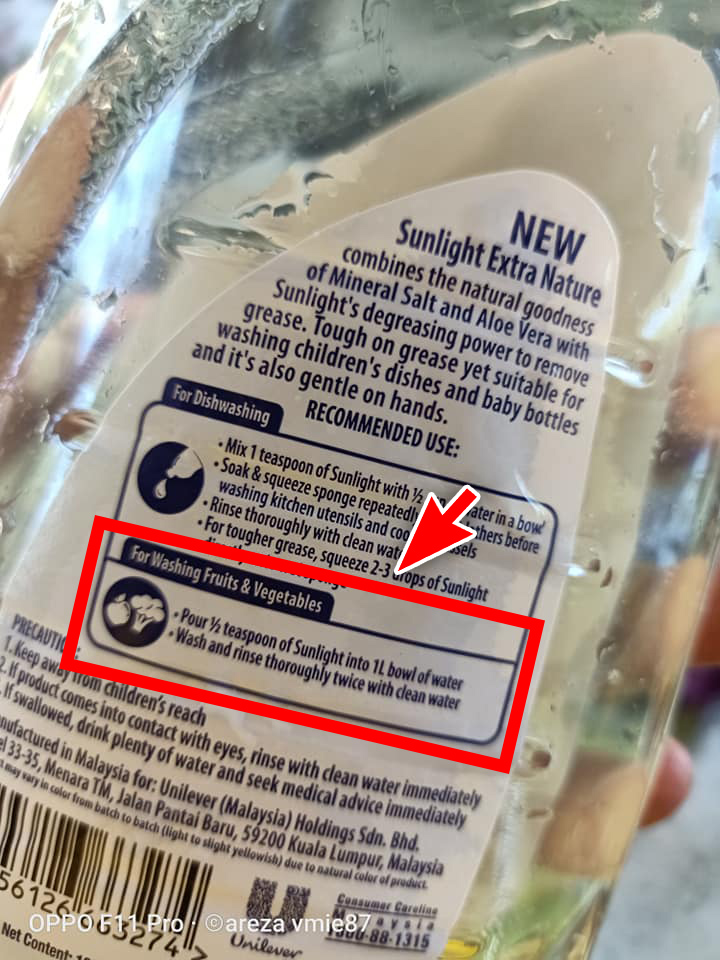 NEW
Sunlight Extra Nature
combines the natural goodness
of Mineral Salt and Aloe Vera with
Sunlight's degreasing power to remove
grease. Tough on grease yet suitable for
washing children's dishes and baby bottles
and it's also gentle on hands.
RECOMMENDED USE:
For Dishwashing
• Mix 1 teaspoon of Sunlight with ½ water in a bowl
• Soak & squeeze sponge repeatedly lathers before
washing kitchen utensils and
• Rinse thoroughly with clean water
• For tougher grease, squeeze 2-3 drops of Sunlight
For Washing Fruits & Vegetables
• Pour ½ teaspoon of Sunlight into 1L bowl of water
• Wash and rinse thoroughly twice with clean water
PRECAUTION:
1. Keep away from children's reach
2. If product comes into contact with eyes, rinse with clean water immediately
If swallowed, drink plenty of water and seek medical advice immediately
Manufactured in Malaysia for: Unilever (Malaysia) Holdings Sdn. Bhd.
33-35, Menara TM, Jalan Pantai Baru, 59200 Kuala Lumpur, Malaysia
may vary in color from batch to batch (light to slight yellowish) due to natural color of product.
Consumer Careline
Malaysia
1800-88-1315
Unilever
Net Content:
OPPO F11 Pro · ©areza vmie87